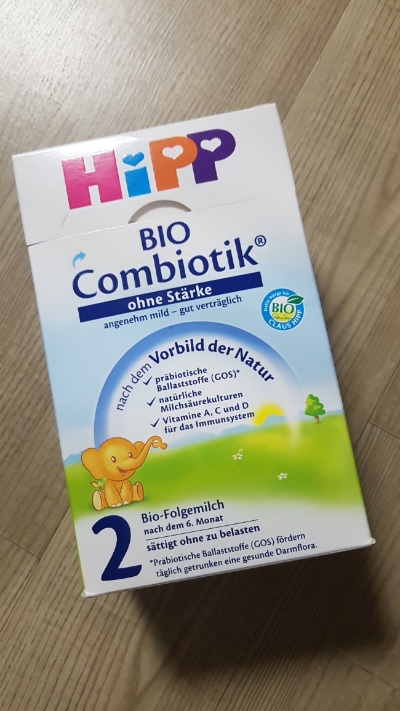 HiPP
BIO
Combiotik®
ohne Stärke
angenehm mild – gut verträglich
BIO
CLAUS HIPP
nach dem Vorbild der Natur
✓ präbiotische
Ballaststoffe (GOS)*
✓ natürliche
Milchsäurekulturen
✓ Vitamine A, C und D
für das Immunsystem
2
Bio-Folgemilch
nach dem 6. Monat
sättigt ohne zu belasten
*Präbiotische Ballaststoffe (GOS) fördern
täglich getrunken eine gesunde Darmflora.